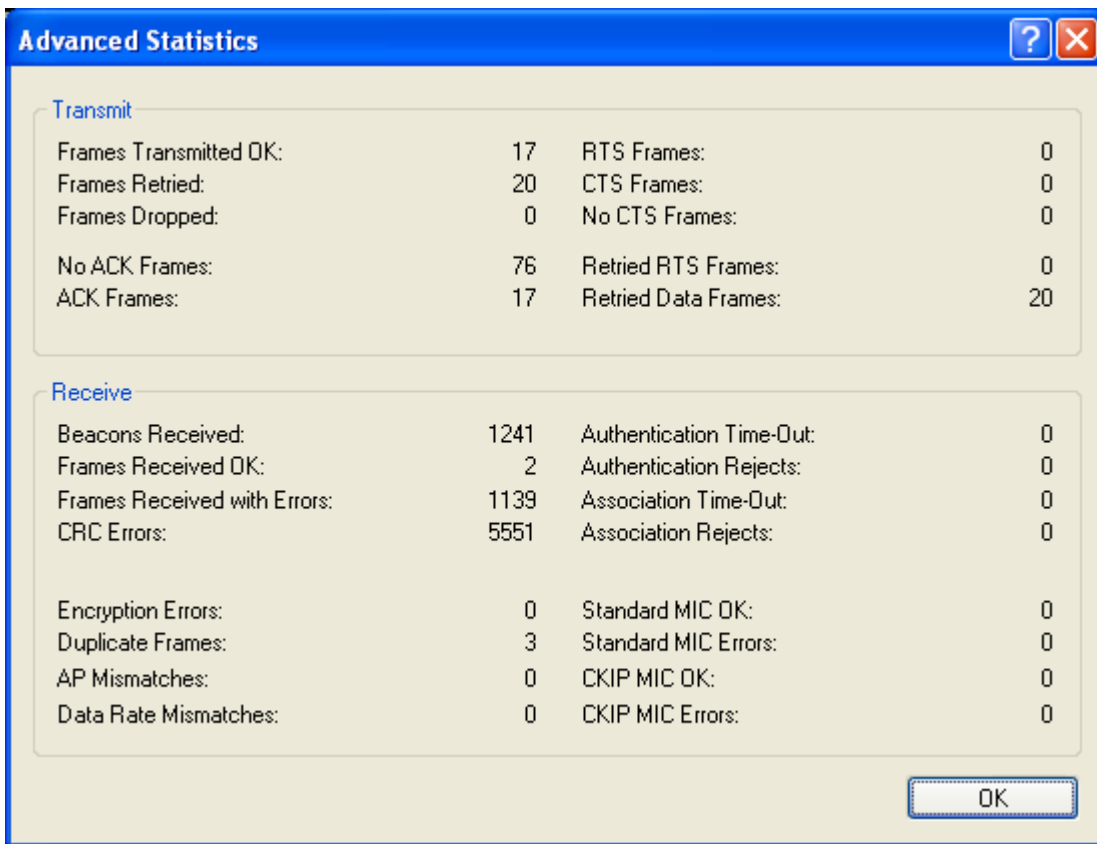 Advanced Statistics
Transmit
Frames Transmitted OK: 17 RTS Frames: 0
Frames Retried: 20 CTS Frames: 0
Frames Dropped: 0 No CTS Frames: 0
No ACK Frames: 76 Retried RTS Frames: 0
ACK Frames: 17 Retried Data Frames: 20
Receive
Beacons Received: 1241 Authentication Time-Out: 0
Frames Received OK: 2 Authentication Rejects: 0
Frames Received with Errors: 1139 Association Time-Out: 0
CRC Errors: 5551 Association Rejects: 0
Encryption Errors: 0 Standard MIC OK: 0
Duplicate Frames: 3 Standard MIC Errors: 0
AP Mismatches: 0 CKIP MIC OK: 0
Data Rate Mismatches: 0 CKIP MIC Errors: 0
OK